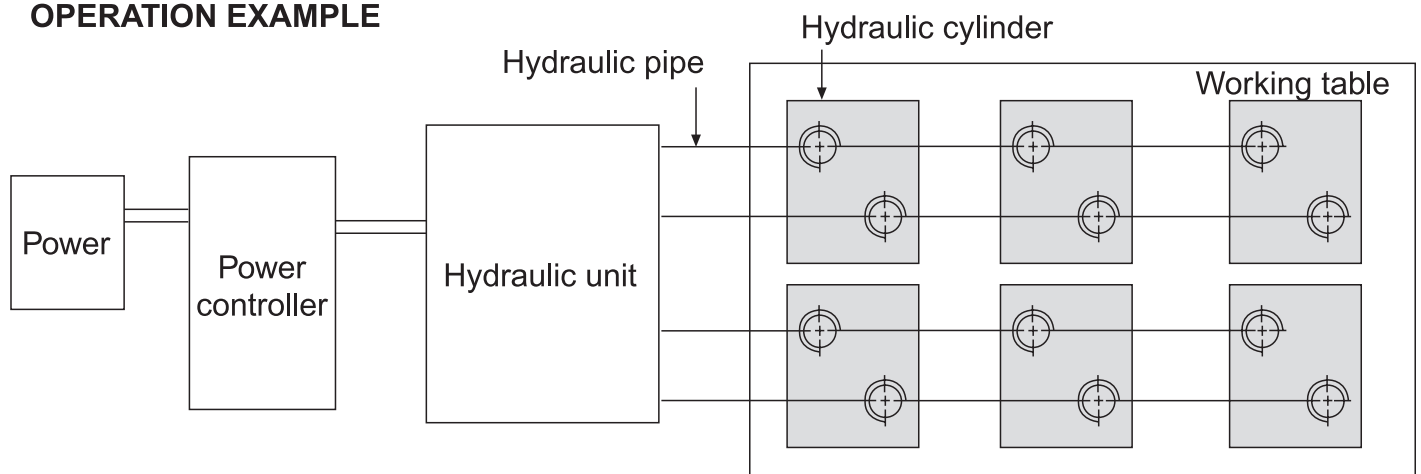 OPERATION EXAMPLE
Hydraulic cylinder
Hydraulic pipe
Working table
Power
Power
controller
Hydraulic unit